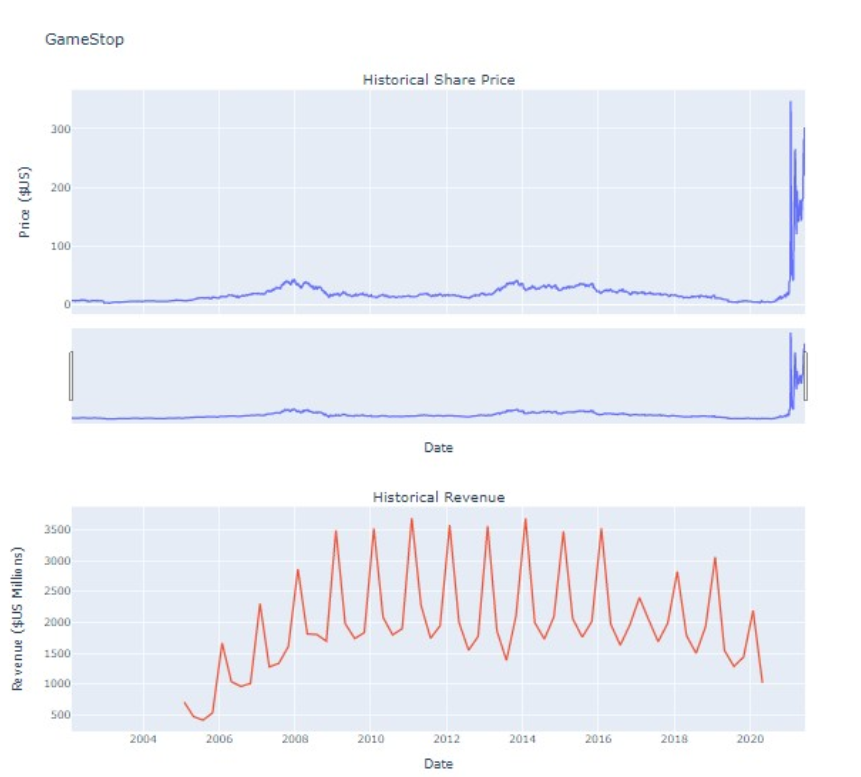 GameStop
Historical Share Price
300
200
100
0
Price ($US)
Date
Historical Revenue
3500
3000
2500
2000
1500
1000
500
Revenue ($US Millions)
2004 2006 2008 2010 2012 2014 2016 2018 2020
Date